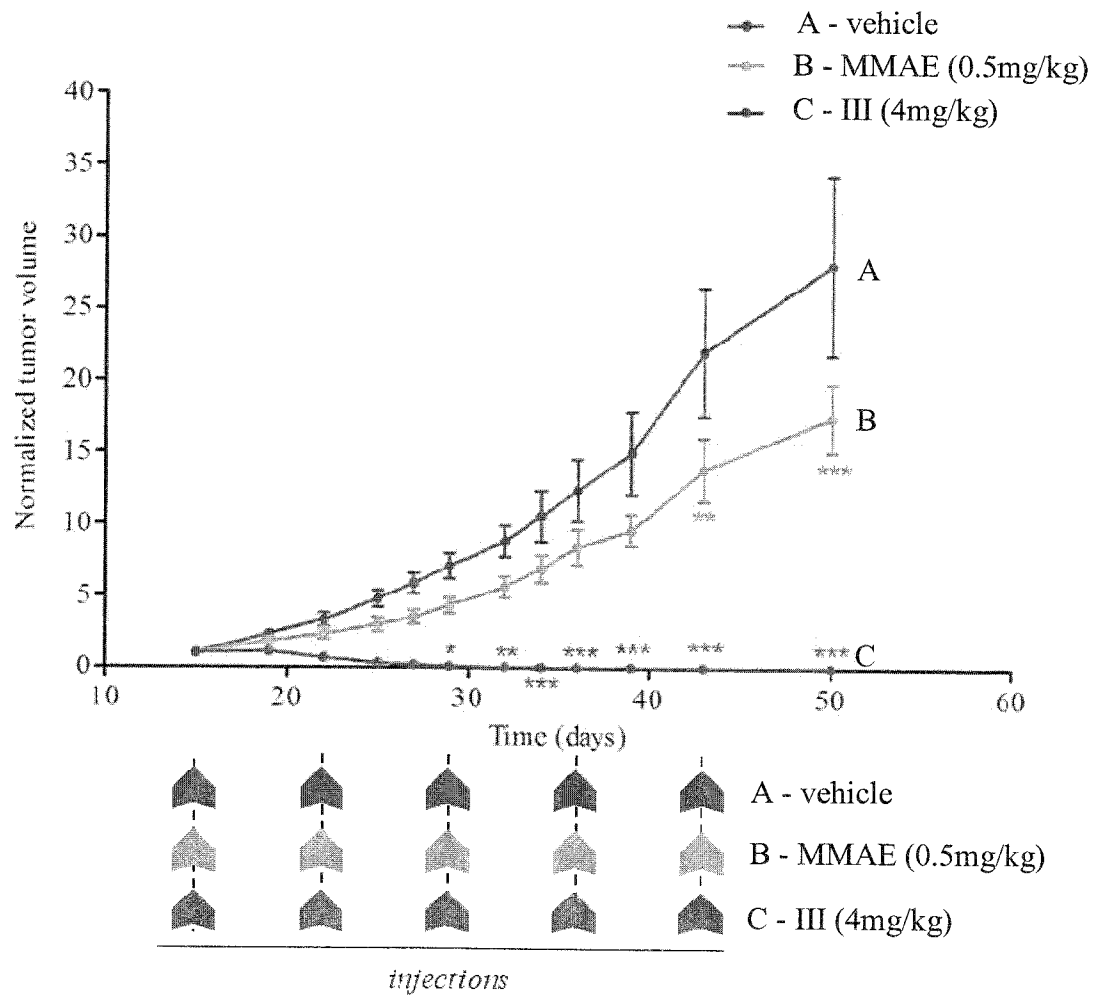 A - vehicle
B - MMAE (0.5mg/kg)
C - III (4mg/kg)
40
35
30
25
20
15
10
5
0
Normalized tumor volume
A
B
***
**
* ** *** *** *** *** C
***
10 20 30 40 50 60
Time (days)
A - vehicle
B - MMAE (0.5mg/kg)
C - III (4mg/kg)
injections